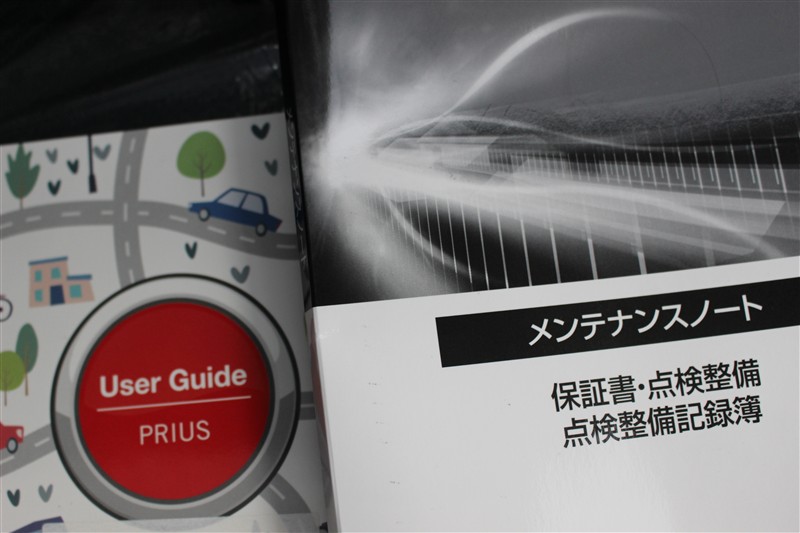 User Guide
PRIUS
メンテナンスノート
保証書・点検整備
点検整備記録簿